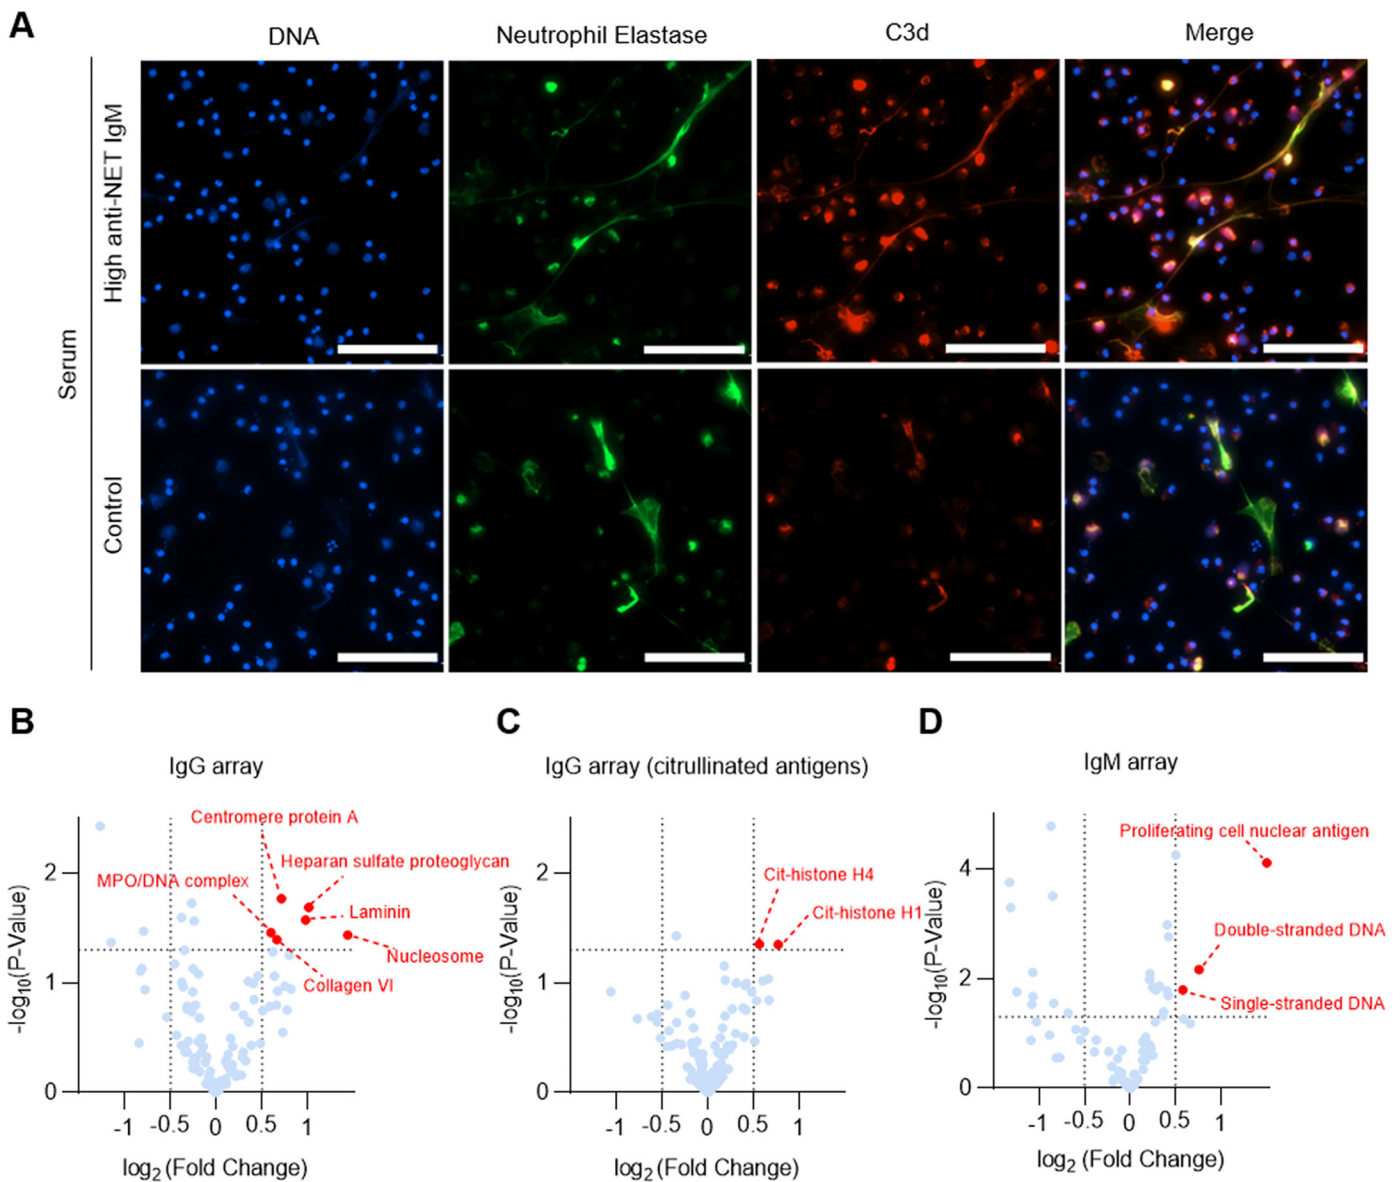 A
DNA
Neutrophil Elastase
C3d
Merge
Serum
High anti-NET IgM
Control
B
IgG array
Centromere protein A
Heparan sulfate proteoglycan
MPO/DNA complex
Laminin
Nucleosome
Collagen VI
-log10(P-Value)
2
1
0
-1
-0.5
0
0.5
1
log2 (Fold Change)
C
IgG array (citrullinated antigens)
Cit-histone H4
Cit-histone H1
-log10(P-Value)
2
1
0
-1
-0.5
0
0.5
1
log2 (Fold Change)
D
IgM array
Proliferating cell nuclear antigen
Double-stranded DNA
Single-stranded DNA
-log10(P-Value)
4
2
0
-1
-0.5
0
0.5
1
log2 (Fold Change)